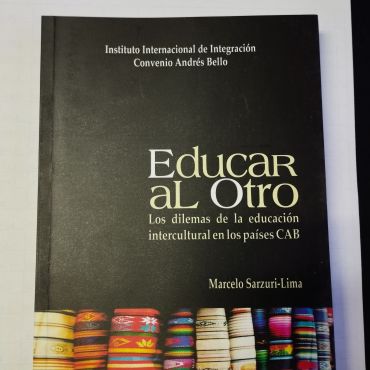 Instituto Internacional de Integración
Convenio Andrés Bello
EDUCAR
AL OTRO
Los dilemas de la educación
intercultural en los países CAB
Marcelo Sarzuri-Lima